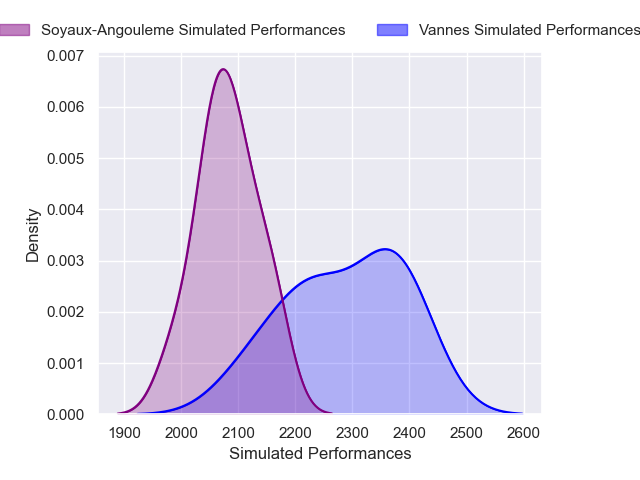 Soyaux-Angouleme Simulated Performances
Vannes Simulated Performances
0.007
0.006
0.005
0.004
0.003
0.002
0.001
0.000
Density
1900 2000 2100 2200 2300 2400 2500 2600
Simulated Performances